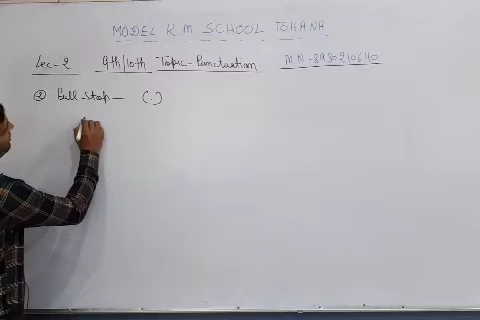 MODEL K M SCHOOL TOHANA
Lec-2 9th/10th Topic-Punctuation M.N-8930210640
② Full stop — (.)